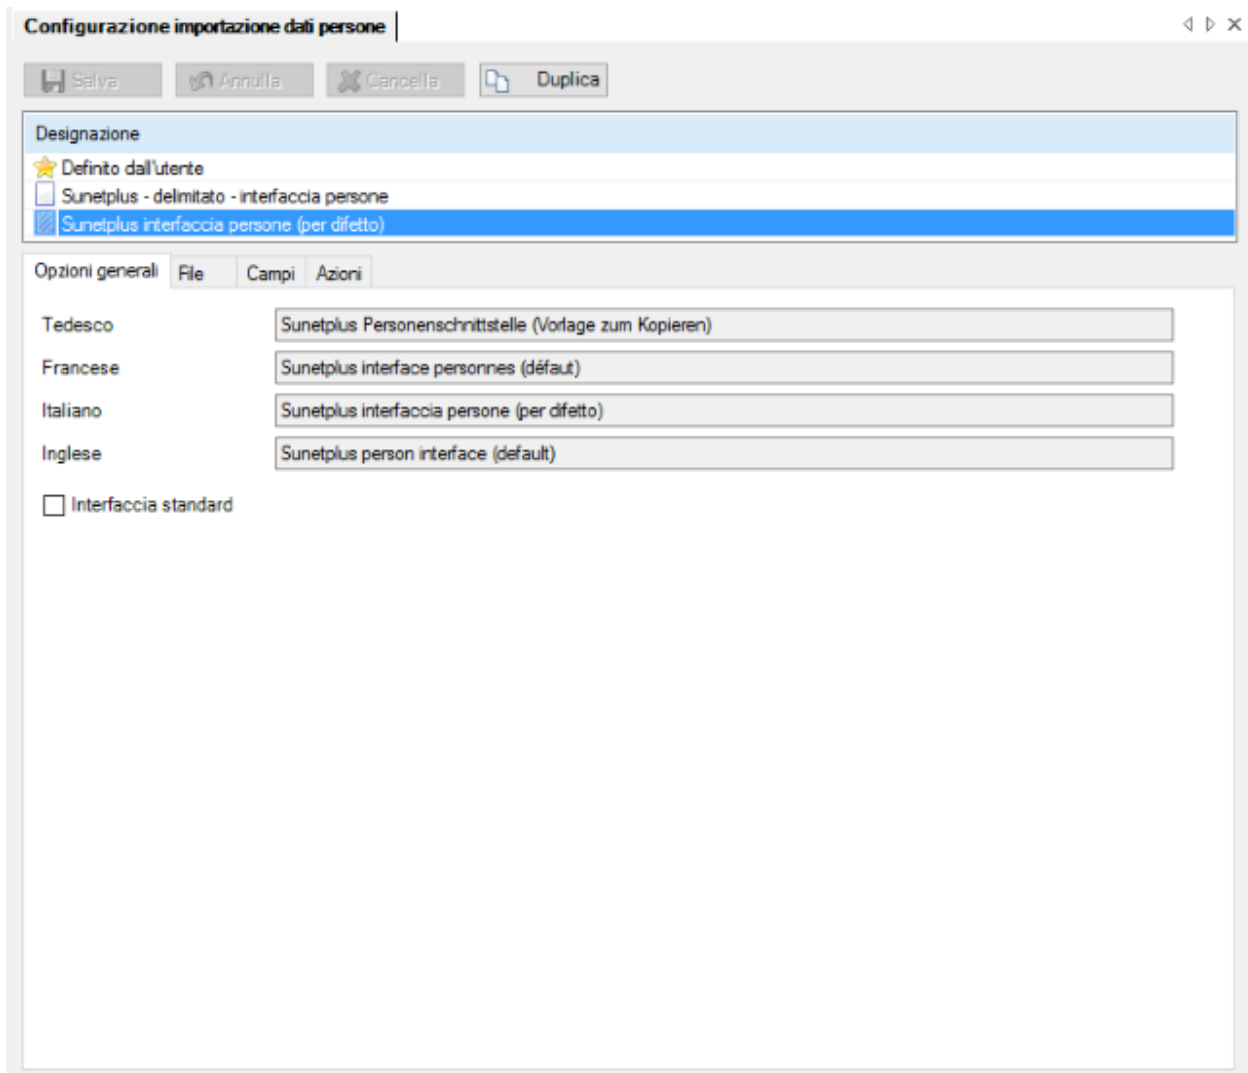 Configurazione importazione dati persone
Salva Annulla Cancella Duplica
Designazione
Definito dall'utente
Sunetplus - delimitato - interfaccia persone
Sunetplus interfaccia persone (per difetto)
Opzioni generali File Campi Azioni
Tedesco Sunetplus Personenschnittstelle (Vorlage zum Kopieren)
Francese Sunetplus interface personnes (défaut)
Italiano Sunetplus interfaccia persone (per difetto)
Inglese Sunetplus person interface (default)
Interfaccia standard